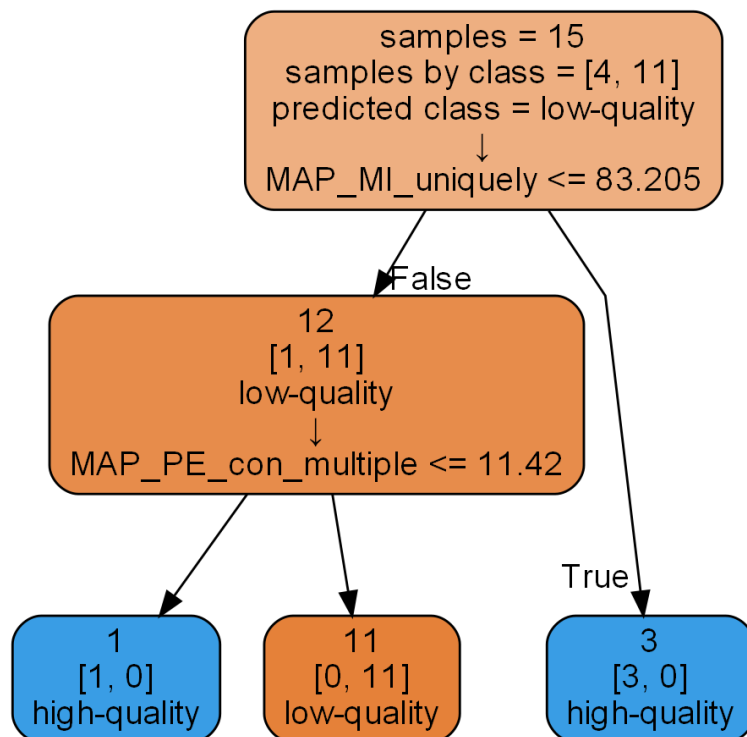 samples = 15
samples by class = [4, 11]
predicted class = low-quality
↓
MAP_MI_uniquely <= 83.205
False
12
[1, 11]
low-quality
↓
MAP_PE_con_multiple <= 11.42
True
1
[1, 0]
high-quality
11
[0, 11]
low-quality
3
[3, 0]
high-quality